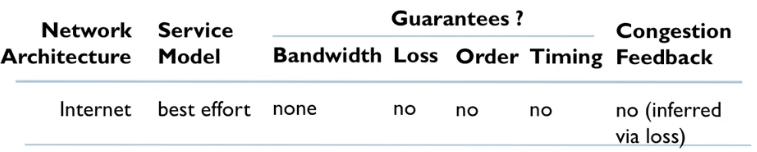 Guarantees ?
Network Service Congestion
Architecture Model Bandwidth Loss Order Timing Feedback
Internet best effort none no no no no (inferred
via loss)